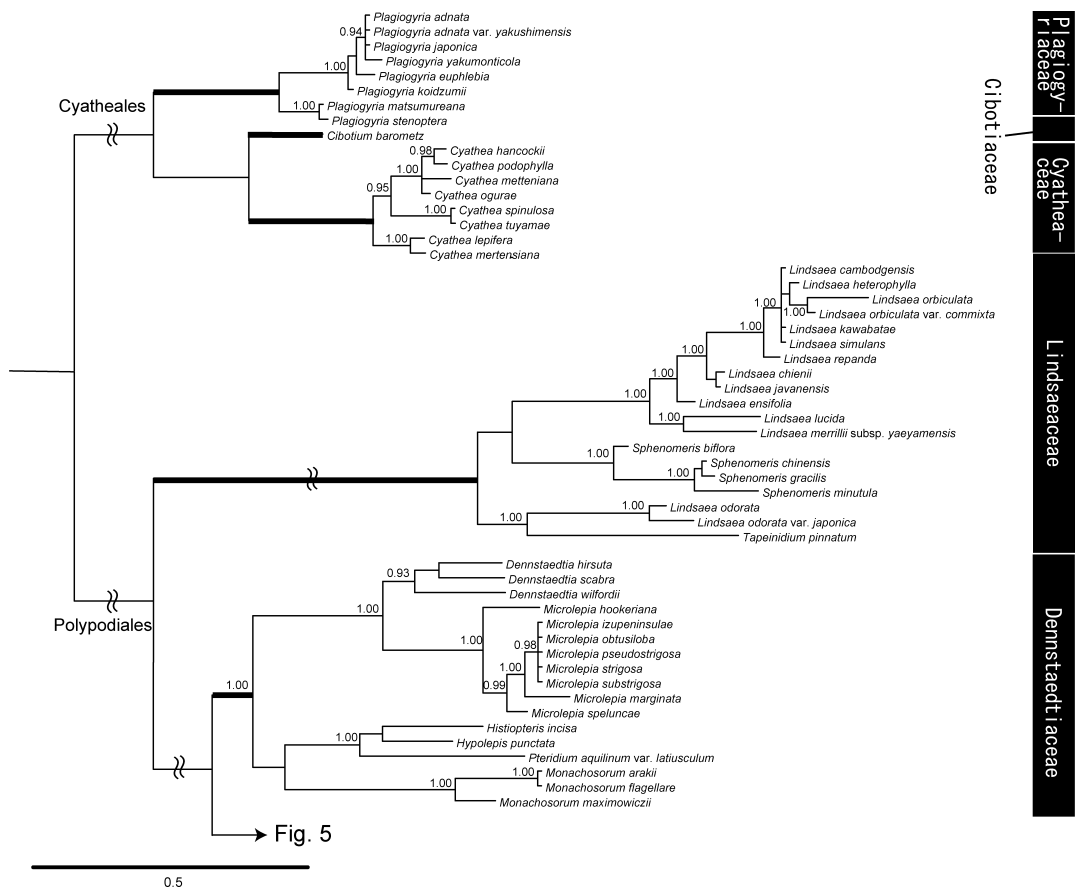 Plagiogyria adnata
0.94
Plagiogyria adnata var. yakushimensis
Plagiogyria japonica
Plagiogyria yakumonticola
1.00
Plagiogyria euphlebia
Plagiogyria koidzumii
Cyatheales
1.00
Plagiogyria matsumureana
Plagiogyria stenoptera
Cibotium barometz
0.98
Cyathea hancockii
Cyathea podophylla
1.00
Cyathea metteniana
0.95
Cyathea ogurae
1.00
Cyathea spinulosa
Cyathea tuyamae
1.00
Cyathea lepifera
Cyathea mertensiana
Lindsaea cambodgensis
Lindsaea heterophylla
1.00
Lindsaea orbiculata
1.00
Lindsaea orbiculata var. commixta
1.00
Lindsaea kawabatae
Lindsaea simulans
1.00
Lindsaea repanda
1.00
Lindsaea chienii
Lindsaea javanensis
1.00
Lindsaea ensifolia
1.00
Lindsaea lucida
Lindsaea merrillii subsp. yaeyamensis
Sphenomeris biflora
1.00
Sphenomeris chinensis
1.00
Sphenomeris gracilis
Sphenomeris minutula
1.00
Lindsaea odorata
1.00
Lindsaea odorata var. japonica
Tapeinidium pinnatum
Dennstaedtia hirsuta
0.93
Dennstaedtia scabra
Dennstaedtia wilfordii
1.00
Microlepia hookeriana
Polypodiales
Microlepia izupeninsulae
1.00
0.98
Microlepia obtusiloba
Microlepia pseudostrigosa
1.00
Microlepia strigosa
1.00
0.99
Microlepia substrigosa
Microlepia marginata
Microlepia speluncae
Histiopteris incisa
1.00
Hypolepis punctata
Pteridium aquilinum var. latiusculum
1.00
Monachosorum arakii
1.00
Monachosorum flagellare
Monachosorum maximowiczii
Fig. 5
0.5
Plagiogy-
riaceae
Cibotiaceae
Cyathea-
ceae
Lindsaeaceae
Dennstaedtiaceae